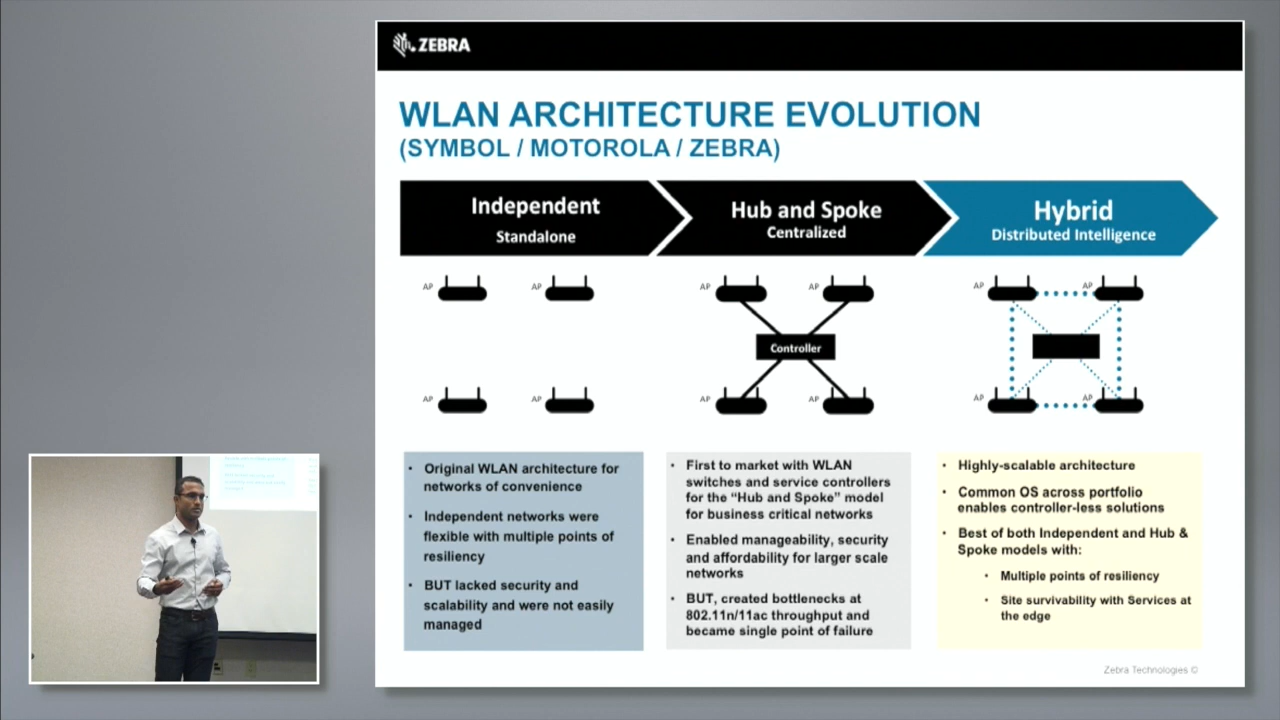 ZEBRA
WLAN ARCHITECTURE EVOLUTION
(SYMBOL / MOTOROLA / ZEBRA)
Independent
Standalone
Hub and Spoke
Centralized
Hybrid
Distributed Intelligence
AP
AP
AP
AP
AP
AP
Controller
AP
AP
AP
AP
AP
AP
• Original WLAN architecture for
networks of convenience
• Independent networks were
flexible with multiple points of
resiliency
• BUT lacked security and
scalability and were not easily
managed
• First to market with WLAN
switches and service controllers
for the “Hub and Spoke” model
for business critical networks
• Enabled manageability, security
and affordability for larger scale
networks
• BUT, created bottlenecks at
802.11n/11ac throughput and
became single point of failure
• Highly-scalable architecture
• Common OS across portfolio
enables controller-less solutions
• Best of both Independent and Hub &
Spoke models with:
• Multiple points of resiliency
• Site survivability with Services at
the edge
Zebra Technologies ©